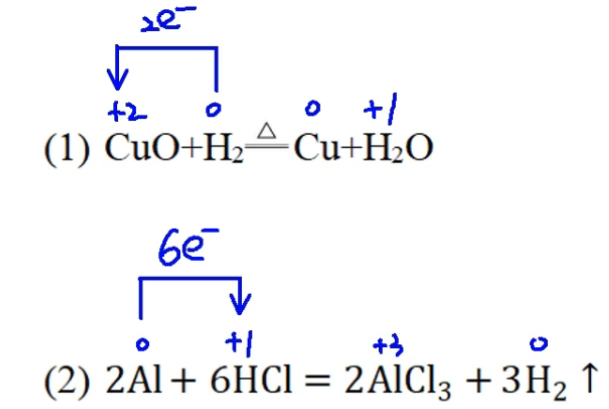 2e⁻
+2 0 0 +1
(1) CuO+H₂ =△= Cu+H₂O
6e⁻
0 +1 +3 0
(2) 2Al + 6HCl = 2AlCl₃ + 3H₂ ↑